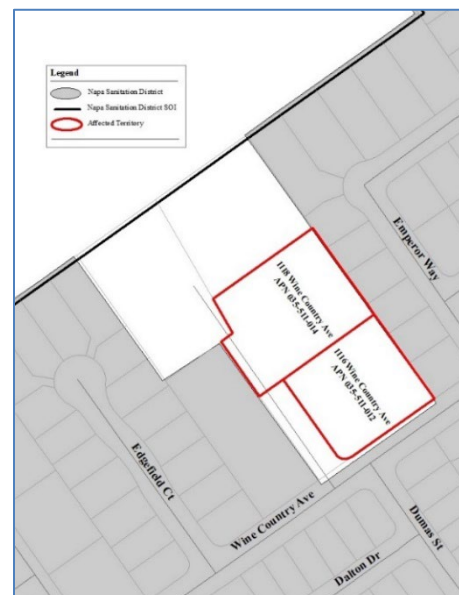 Legend
Napa Sanitation District
Napa Sanitation District SOI
Affected Territory
Emperor Way
1118 Wine Country Ave
APN 035-511-014
1116 Wine Country Ave
APN 035-511-012
Edgefield Ct
Wine Country Ave
Dumas St
Dalton Dr